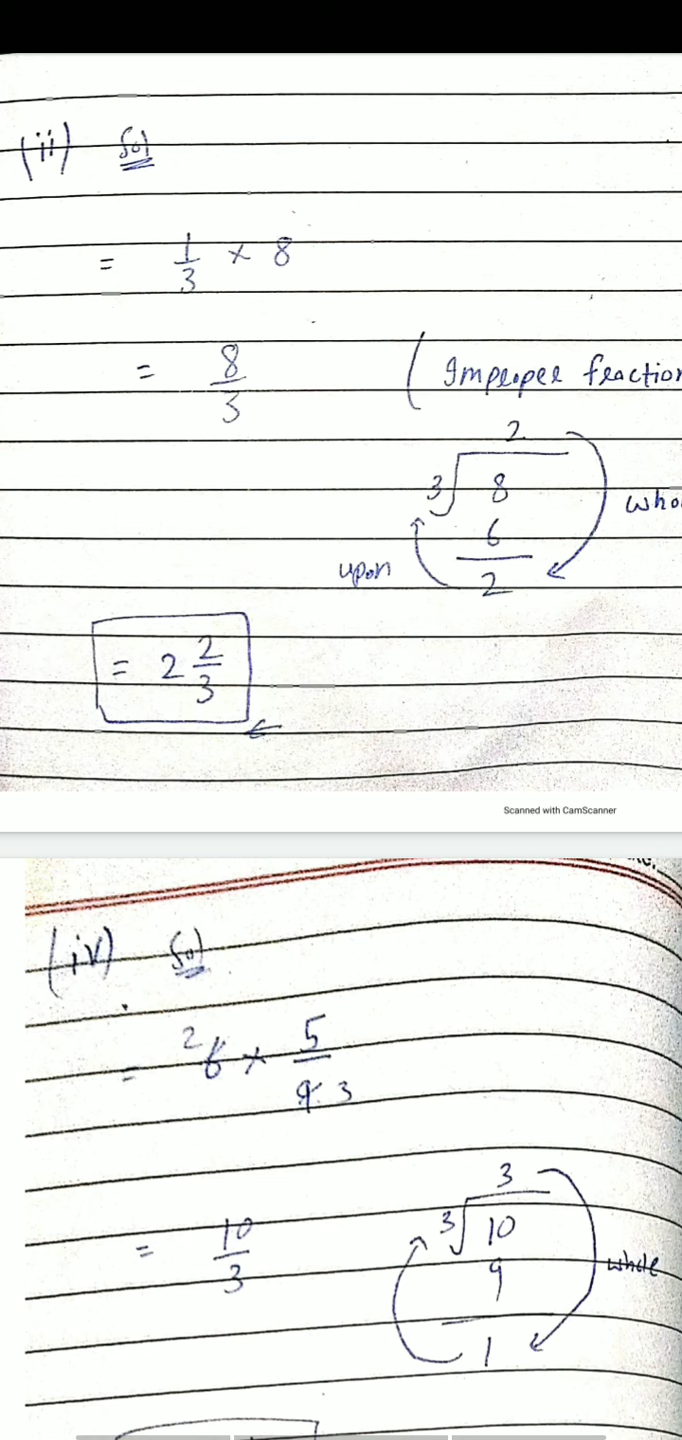 (ii) Sol
= 1/3 × 8
= 8/3 (Improper fraction
2
3 8
6
2
who
upon
= 2 2/3
Scanned with CamScanner
(iv) Sol
= 2 6 × 5/9 3
= 10/3
3
3 10
9
1
whole